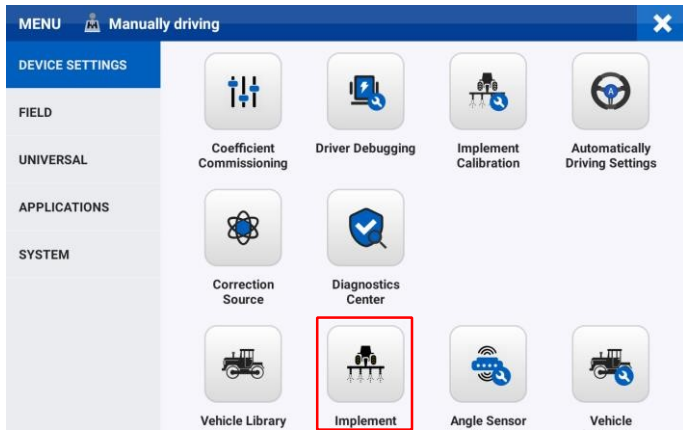 MENU Manually driving
DEVICE SETTINGS
FIELD
UNIVERSAL
APPLICATIONS
SYSTEM
Coefficient
Commissioning
Driver Debugging
Implement
Calibration
Automatically
Driving Settings
Correction
Source
Diagnostics
Center
Vehicle Library
Implement
Angle Sensor
Vehicle